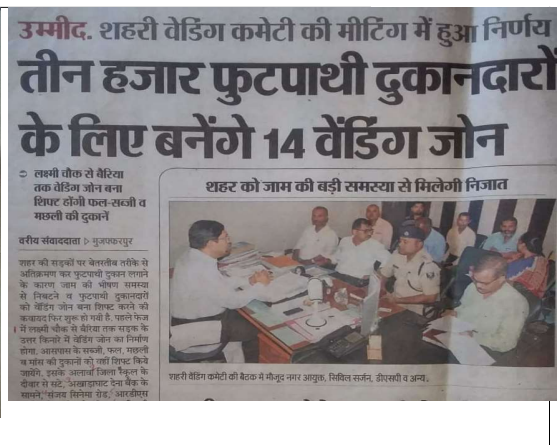 उम्मीद. शहरी वेडिंग कमेटी की मीटिंग में हुआ निर्णय
तीन हजार फुटपाथी दुकानदारों
के लिए बनेंगे 14 वेंडिंग जोन
लक्ष्मी चौक से बैरिया
तक वेडिंग जोन बना
शिफ्ट होंगी फल-सब्जी व
मछली की दुकानें
वरीय संवाददाता ▷ मुजफ्फरपुर
शहर की सड़कों पर बेतरतीब तरीके से
अतिक्रमण कर फुटपाथी दुकान लगाने
के कारण जाम की भीषण समस्या
से निबटने व फुटपाथी दुकानदारों
को वेंडिंग जोन बना शिफ्ट करने की
कवायद फिर शुरू हो गयी है. पहले फेज
में लक्ष्मी चौक से बैरिया तक सड़क के
उत्तर किनारे में वेंडिंग जोन का निर्माण
होगा. आसपास के सब्जी, फल, मछली
व मांस की दुकानों को वहीं शिफ्ट किये
जायेंगे. इसके अलावा जिला स्कूल के
दीवार से सटे, अखाड़ाघाट देना बैंक के
सामने, संजय सिनेमा रोड, आरडीएस
शहर को जाम की बड़ी समस्या से मिलेगी निजात
शहरी वेंडिंग कमेटी की बैठक में मौजूद नगर आयुक्त, सिविल सर्जन, डीएसपी व अन्य.